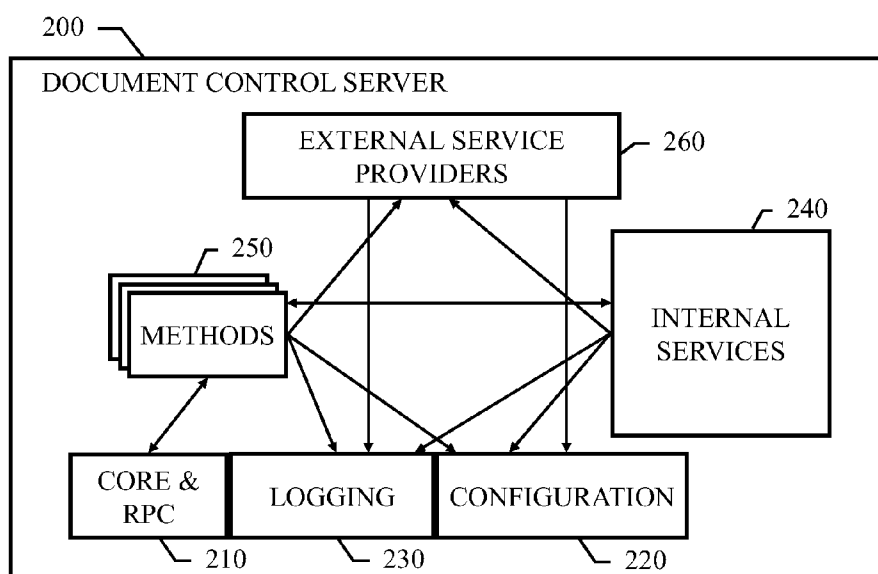 200
DOCUMENT CONTROL SERVER
EXTERNAL SERVICE
PROVIDERS
260
240
250
METHODS
INTERNAL
SERVICES
CORE &
RPC
LOGGING
CONFIGURATION
210
230
220